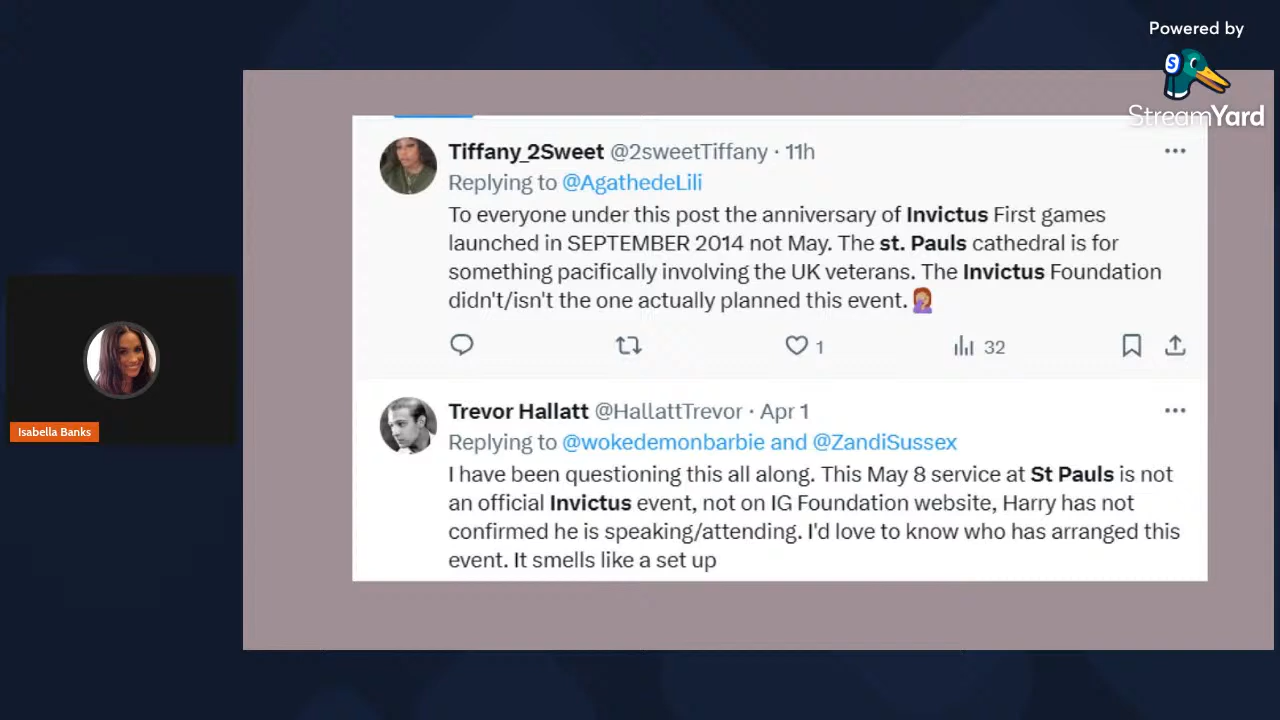 Powered by
S
StreamYard
Tiffany_2Sweet @2sweetTiffany · 11h
Replying to @AgathedeLili
To everyone under this post the anniversary of Invictus First games
launched in SEPTEMBER 2014 not May. The st. Pauls cathedral is for
something pacifically involving the UK veterans. The Invictus Foundation
didn't/isn't the one actually planned this event.🤦🏽‍♀️
1
32
Isabella Banks
Trevor Hallatt @HallattTrevor · Apr 1
Replying to @wokedemonbarbie and @ZandiSussex
I have been questioning this all along. This May 8 service at St Pauls is not
an official Invictus event, not on IG Foundation website, Harry has not
confirmed he is speaking/attending. I'd love to know who has arranged this
event. It smells like a set up